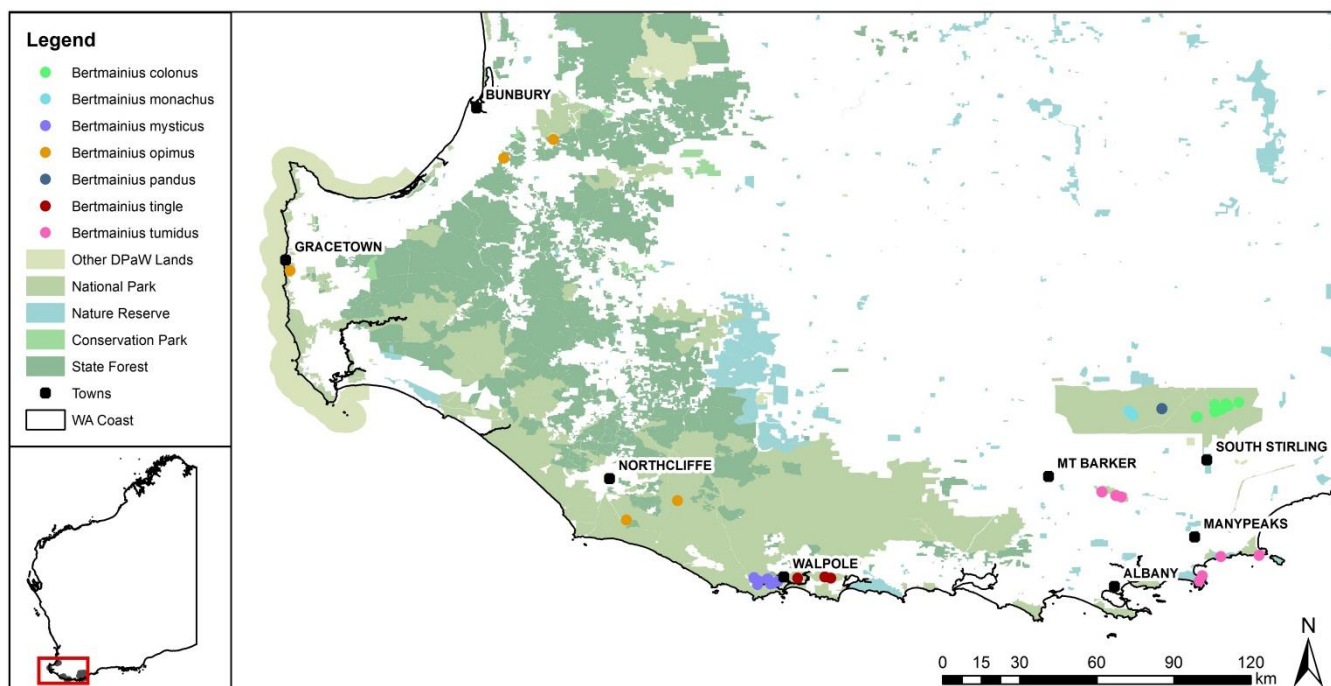 Legend
Bertmainius colonus
Bertmainius monachus
Bertmainius mysticus
Bertmainius opimus
Bertmainius pandus
Bertmainius tingle
Bertmainius tumidus
Other DPaW Lands
National Park
Nature Reserve
Conservation Park
State Forest
Towns
WA Coast
BUNBURY
GRACETOWN
NORTHCLIFFE
WALPOLE
MT BARKER
SOUTH STIRLING
MANYPEAKS
ALBANY
N
0 15 30 60 90 120
km